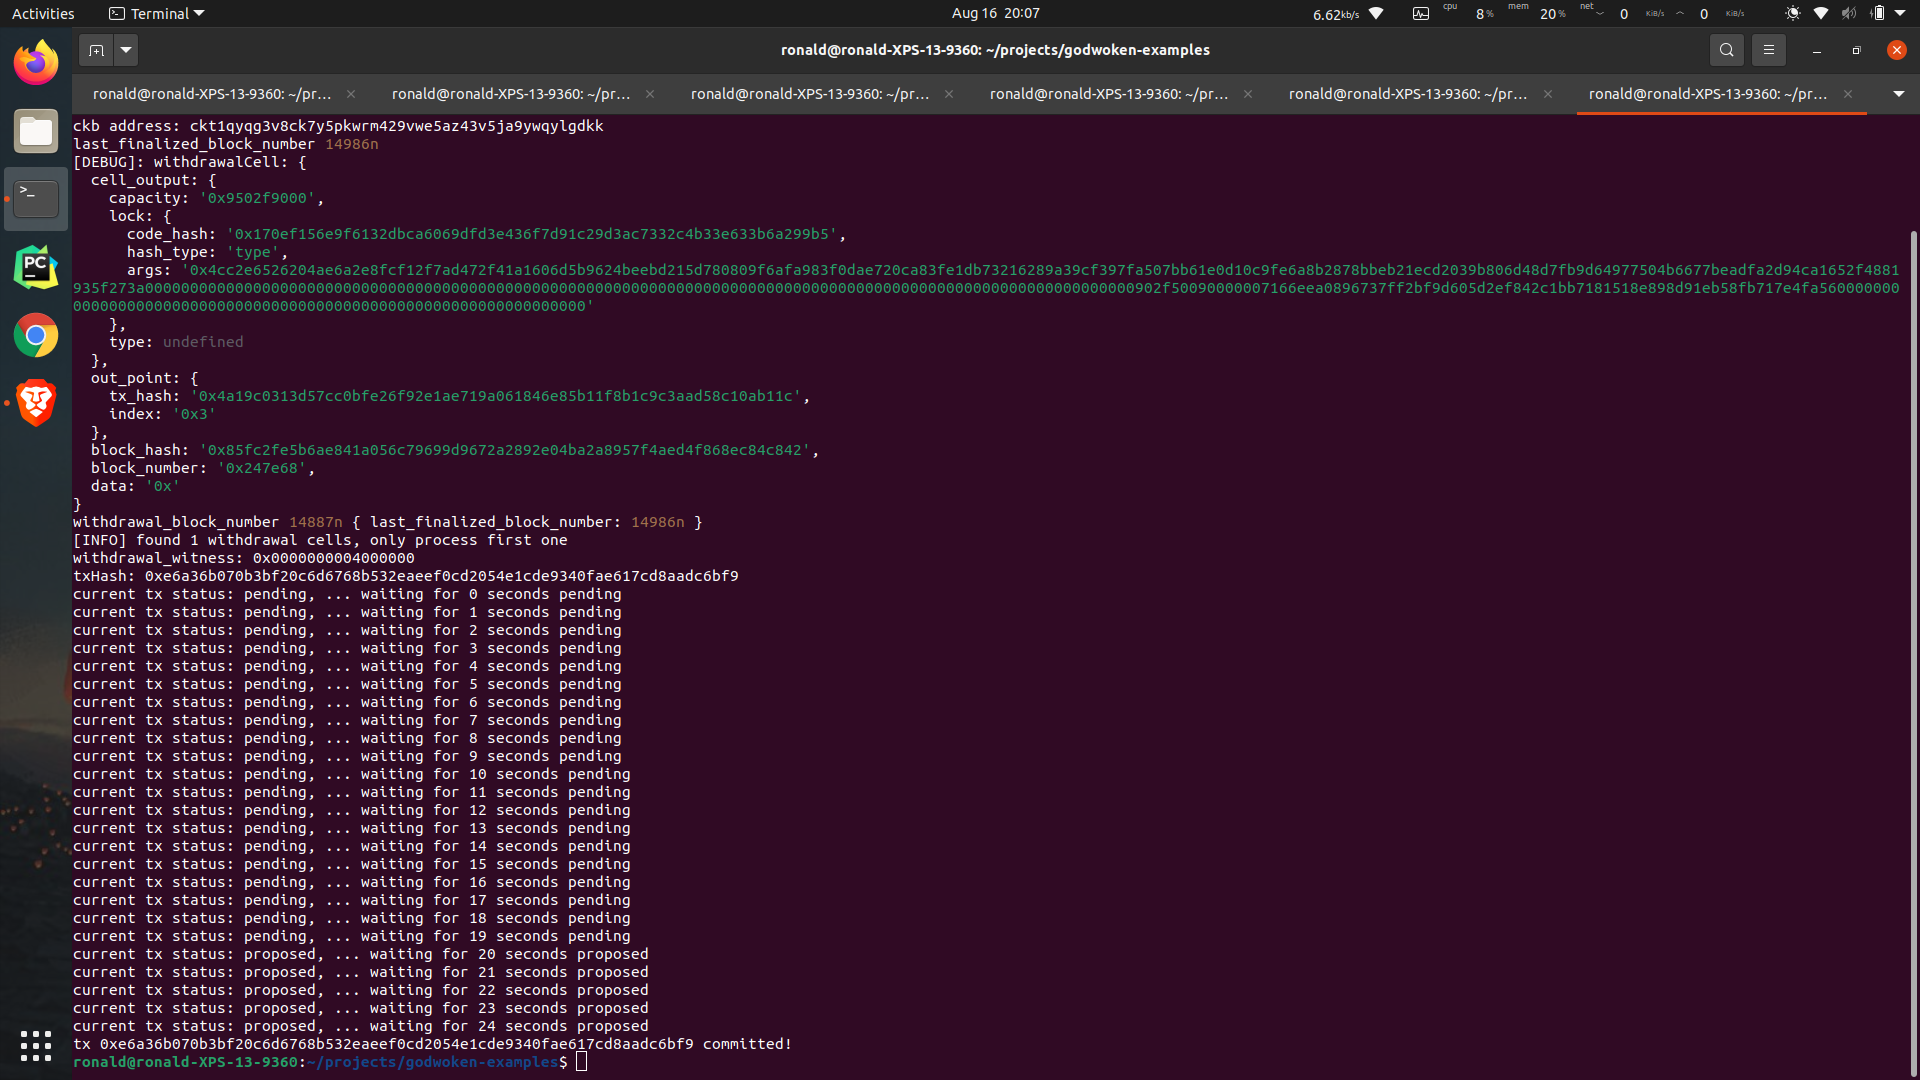 Activities
Terminal
Aug 16 20:07
6.62kb/s
cpu 8 %
mem 20 %
net 0 KiB/s 0 KiB/s
ronald@ronald-XPS-13-9360: ~/projects/godwoken-examples
ronald@ronald-XPS-13-9360: ~/pr...
ronald@ronald-XPS-13-9360: ~/pr...
ronald@ronald-XPS-13-9360: ~/pr...
ronald@ronald-XPS-13-9360: ~/pr...
ronald@ronald-XPS-13-9360: ~/pr...
ronald@ronald-XPS-13-9360: ~/pr...
PC
ckb address: ckt1qyqg3v8ck7y5pkwrm429vwe5az43v5ja9ywqylgdkk
last_finalized_block_number 14986n
[DEBUG]: withdrawalCell: {
  cell_output: {
    capacity: '0x9502f9000',
    lock: {
      code_hash: '0x170ef156e9f6132dbca6069dfd3e436f7d91c29d3ac7332c4b33e633b6a299b5',
      hash_type: 'type',
      args:
    },
    type: undefined
  },
  out_point: {
    tx_hash: '0x4a19c0313d57cc0bfe26f92e1ae719a061846e85b11f8b1c9c3aad58c10ab11c',
    index: '0x3'
  },
  block_hash: '0x85fc2fe5b6ae841a056c79699d9672a2892e04ba2a8957f4aed4f868ec84c842',
  block_number: '0x247e68',
  data: '0x'
}
withdrawal_block_number 14887n { last_finalized_block_number: 14986n }
[INFO] found 1 withdrawal cells, only process first one
withdrawal_witness: 0x0000000004000000
txHash: 0xe6a36b070b3bf20c6d6768b532eaeef0cd2054e1cde9340fae617cd8aadc6bf9
current tx status: pending, ... waiting for 0 seconds pending
current tx status: pending, ... waiting for 1 seconds pending
current tx status: pending, ... waiting for 2 seconds pending
current tx status: pending, ... waiting for 3 seconds pending
current tx status: pending, ... waiting for 4 seconds pending
current tx status: pending, ... waiting for 5 seconds pending
current tx status: pending, ... waiting for 6 seconds pending
current tx status: pending, ... waiting for 7 seconds pending
current tx status: pending, ... waiting for 8 seconds pending
current tx status: pending, ... waiting for 9 seconds pending
current tx status: pending, ... waiting for 10 seconds pending
current tx status: pending, ... waiting for 11 seconds pending
current tx status: pending, ... waiting for 12 seconds pending
current tx status: pending, ... waiting for 13 seconds pending
current tx status: pending, ... waiting for 14 seconds pending
current tx status: pending, ... waiting for 15 seconds pending
current tx status: pending, ... waiting for 16 seconds pending
current tx status: pending, ... waiting for 17 seconds pending
current tx status: pending, ... waiting for 18 seconds pending
current tx status: pending, ... waiting for 19 seconds pending
current tx status: proposed, ... waiting for 20 seconds proposed
current tx status: proposed, ... waiting for 21 seconds proposed
current tx status: proposed, ... waiting for 22 seconds proposed
current tx status: proposed, ... waiting for 23 seconds proposed
current tx status: proposed, ... waiting for 24 seconds proposed
tx 0xe6a36b070b3bf20c6d6768b532eaeef0cd2054e1cde9340fae617cd8aadc6bf9 committed!
ronald@ronald-XPS-13-9360:~/projects/godwoken-examples$